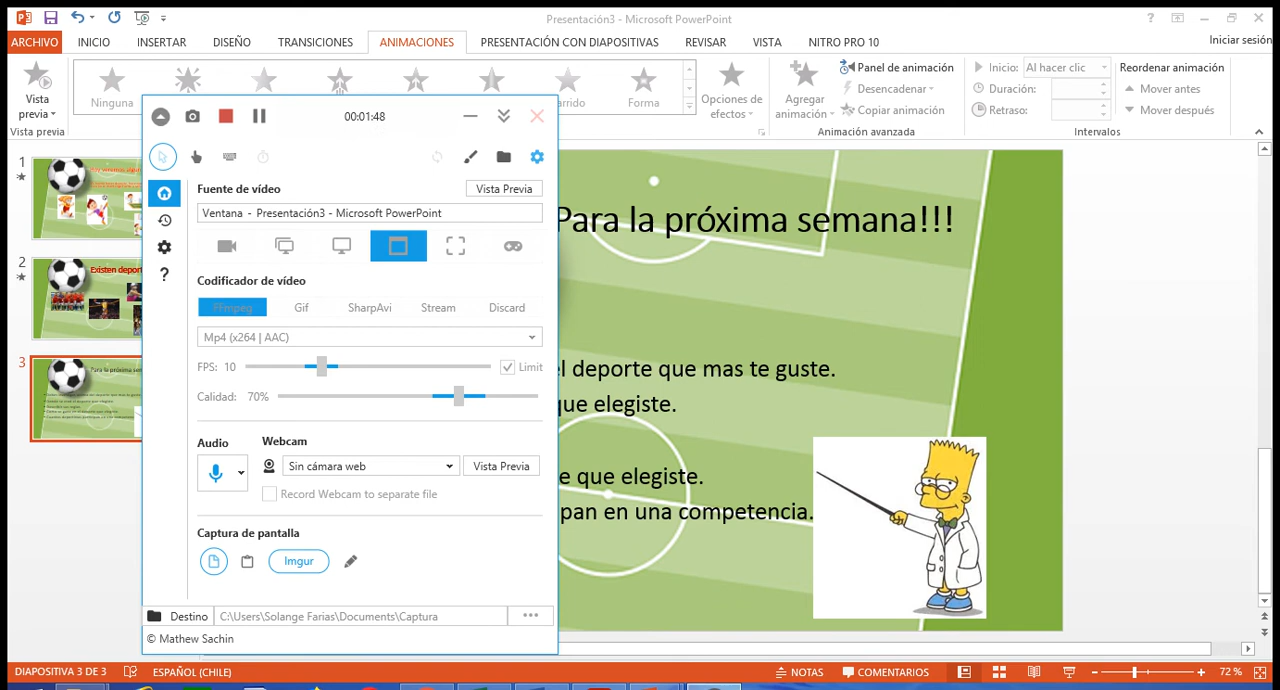 Presentación3 - Microsoft PowerPoint
ARCHIVO INICIO INSERTAR DISEÑO TRANSICIONES ANIMACIONES PRESENTACIÓN CON DIAPOSITIVAS REVISAR VISTA NITRO PRO 10 Iniciar sesión
Vista
previa
Vista previa
Ninguna
Forma
Opciones de
efectos
Agregar
animación
Panel de animación
Desencadenar
Copiar animación
Animación avanzada
Inicio: Al hacer clic
Duración:
Retraso:
Intervalos
Reordenar animación
Mover antes
Mover después
00:01:48
Fuente de vídeo Vista Previa
Ventana - Presentación3 - Microsoft PowerPoint
Codificador de vídeo
FFmpeg Gif SharpAvi Stream Discard
Mp4 (x264 | AAC)
FPS: 10 Limit
Calidad: 70%
Audio Webcam
Sin cámara web Vista Previa
Record Webcam to separate file
Captura de pantalla
Imgur
Destino C:\Users\Solange Farias\Documents\Captura ...
© Mathew Sachin
1
2
Existen depor
3
Para la próxima semana!!!
l deporte que mas te guste.
que elegiste.
e que elegiste.
pan en una competencia.
DIAPOSITIVA 3 DE 3 ESPAÑOL (CHILE) NOTAS COMENTARIOS 72 %